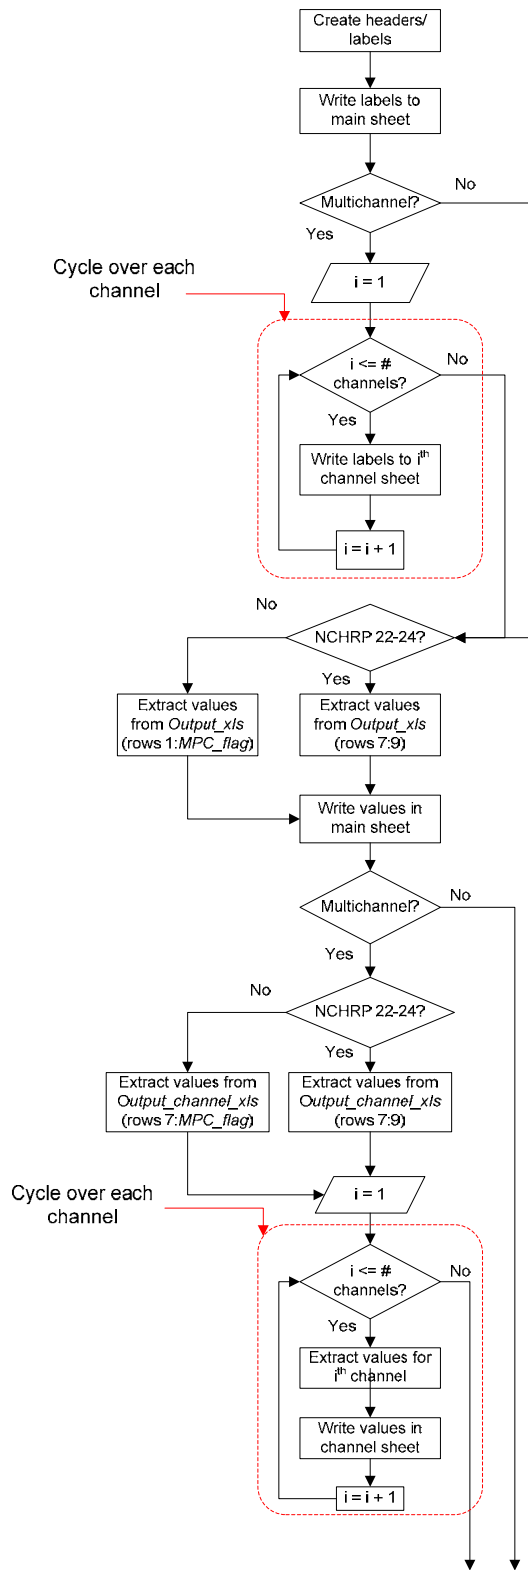 Create headers/
labels
Write labels to
main sheet
Multichannel?
No
Yes
i = 1
Cycle over each
channel
i <= #
channels?
No
Yes
Write labels to ith
channel sheet
i = i + 1
No
NCHRP 22-24?
Yes
Extract values
from Output_xls
(rows 1:MPC_flag)
Extract values
from Output_xls
(rows 7:9)
Write values in
main sheet
Multichannel?
No
Yes
No
NCHRP 22-24?
Yes
Extract values from
Output_channel_xls
(rows 7:MPC_flag)
Extract values from
Output_channel_xls
(rows 7:9)
i = 1
Cycle over each
channel
i <= #
channels?
No
Yes
Extract values for
ith channel
Write values in
channel sheet
i = i + 1